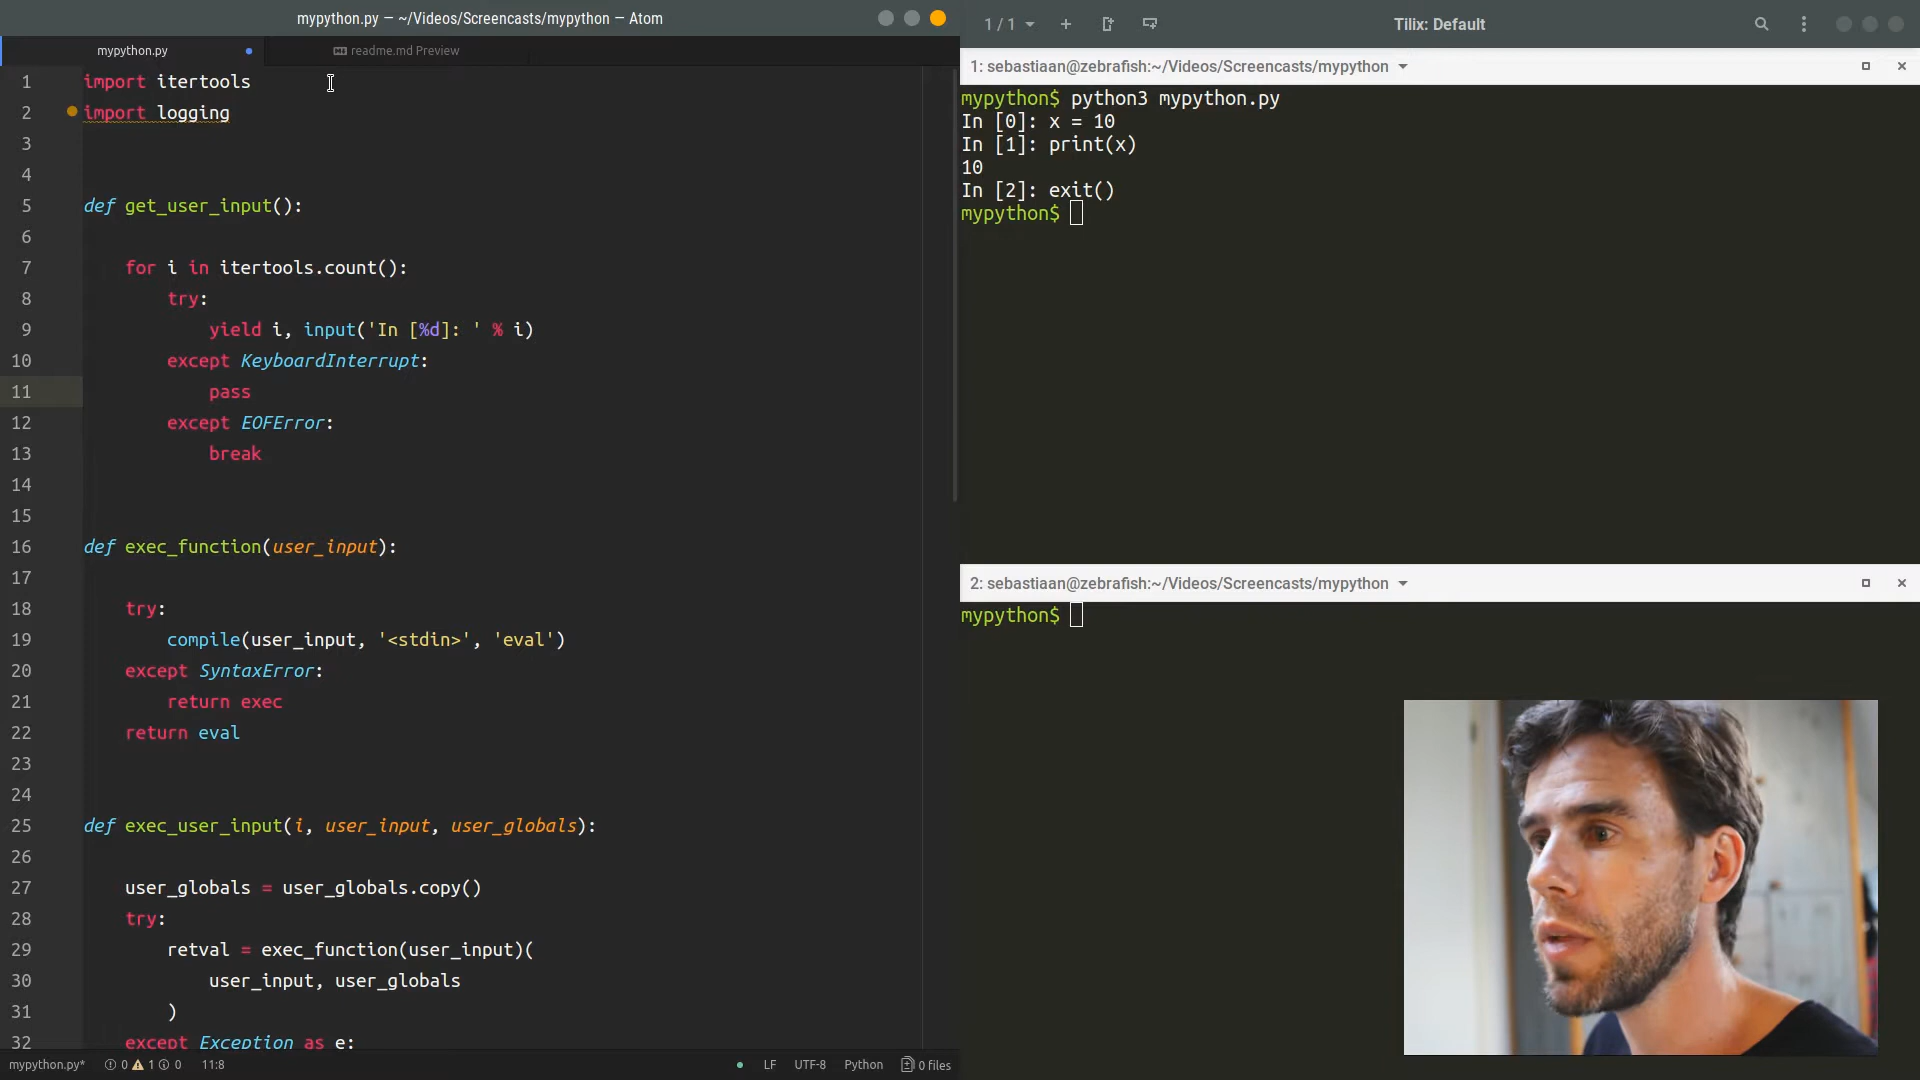 mypython.py — ~/Videos/Screencasts/mypython — Atom
mypython.py
readme.md Preview
1 import itertools
2 import logging
3
4
5 def get_user_input():
6
7 for i in itertools.count():
8 try:
9 yield i, input('In [%d]: ' % i)
10 except KeyboardInterrupt:
11 pass
12 except EOFError:
13 break
14
15
16 def exec_function(user_input):
17
18 try:
19 compile(user_input, '<stdin>', 'eval')
20 except SyntaxError:
21 return exec
22 return eval
23
24
25 def exec_user_input(i, user_input, user_globals):
26
27 user_globals = user_globals.copy()
28 try:
29 retval = exec_function(user_input)(
30 user_input, user_globals
31 )
32 except Exception as e:
mypython.py* 0 1 0 11:8 LF UTF-8 Python 0 files
1 / 1 Tilix: Default
1: sebastiaan@zebrafish:~/Videos/Screencasts/mypython
mypython$ python3 mypython.py
In [0]: x = 10
In [1]: print(x)
10
In [2]: exit()
mypython$
2: sebastiaan@zebrafish:~/Videos/Screencasts/mypython
mypython$